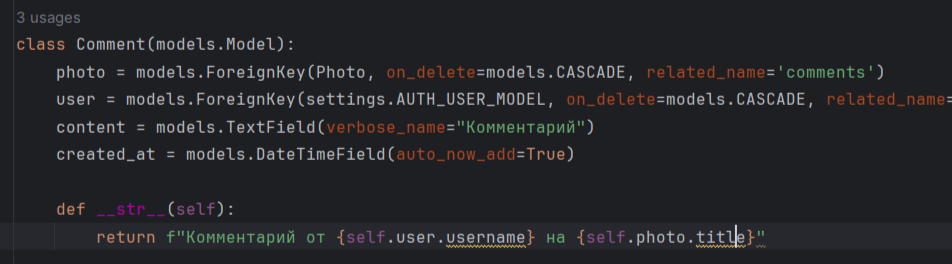 3 usages
class Comment(models.Model):
photo = models.ForeignKey(Photo, on_delete=models.CASCADE, related_name='comments')
user = models.ForeignKey(settings.AUTH_USER_MODEL, on_delete=models.CASCADE, related_name=
content = models.TextField(verbose_name="Комментарий")
created_at = models.DateTimeField(auto_now_add=True)
def __str__(self):
return f"Комментарий от {self.user.username} на {self.photo.title}"